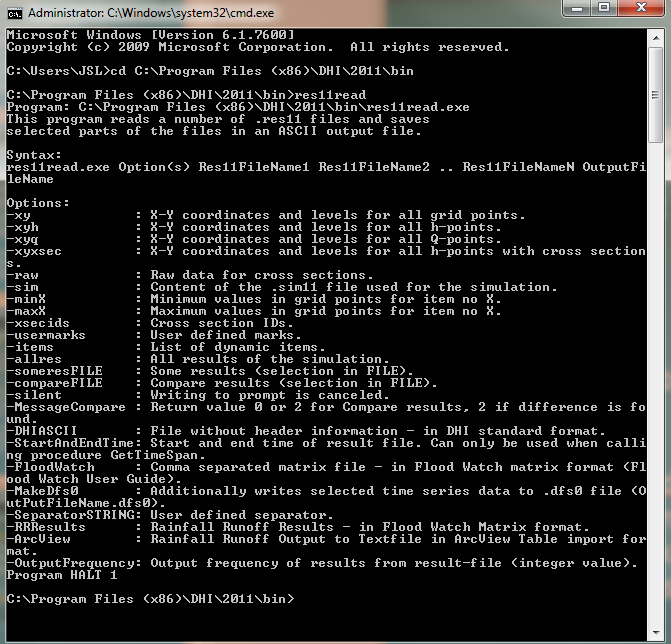 Administrator: C:\Windows\system32\cmd.exe
Microsoft Windows [Version 6.1.7600]
Copyright (c) 2009 Microsoft Corporation.  All rights reserved.
C:\Users\JSL>cd C:\Program Files (x86)\DHI\2011\bin
C:\Program Files (x86)\DHI\2011\bin>res11read
Program: C:\Program Files (x86)\DHI\2011\bin\res11read.exe
This program reads a number of .res11 files and saves
selected parts of the files in an ASCII output file.
Syntax:
res11read.exe Option(s) Res11FileName1 Res11FileName2 .. Res11FileNameN OutputFi
leName
Options:
-xy             : X-Y coordinates and levels for all grid points.
-xyh            : X-Y coordinates and levels for all h-points.
-xyq            : X-Y coordinates and levels for all Q-points.
-xyxsec         : X-Y coordinates and levels for all h-points with cross section
s.
-raw            : Raw data for cross sections.
-sim            : Content of the .sim11 file used for the simulation.
-minX           : Minimum values in grid points for item no X.
-maxX           : Maximum values in grid points for item no X.
-xsecids        : Cross section IDs.
-usermarks      : User defined marks.
-items          : List of dynamic items.
-allres         : All results of the simulation.
-someresFILE    : Some results (selection in FILE).
-compareFILE    : Compare results (selection in FILE).
-silent         : Writing to prompt is canceled.
-MessageCompare : Return value 0 or 2 for Compare results, 2 if difference is fo
und.
-DHIASCII       : File without header information - in DHI standard format.
-StartAndEndTime: Start and end time of result file. Can only be used when calli
ng procedure GetTimeSpan.
-FloodWatch     : Comma separated matrix file - in Flood Watch matrix format (Fl
ood Watch User Guide).
-MakeDfs0       : Additionally writes selected time series data to .dfs0 file (O
utPutFileName.dfs0).
-SeparatorSTRING: User defined separator.
-RRResults      : Rainfall Runoff Results - in Flood Watch Matrix format.
-ArcView        : Rainfall Runoff Output to Textfile in ArcView Table import for
mat.
-OutputFrequency: Output frequency of results from result-file (integer value).
Program HALT 1
C:\Program Files (x86)\DHI\2011\bin>